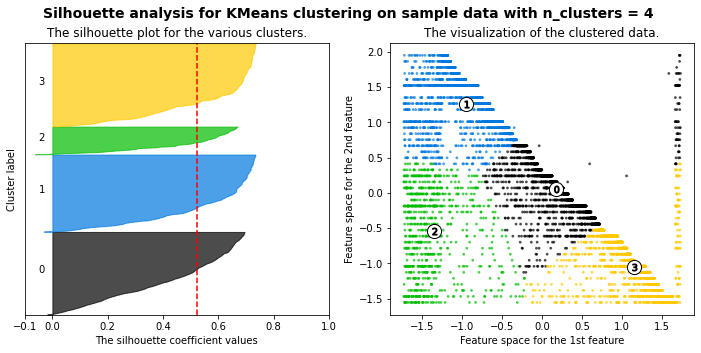 Silhouette analysis for KMeans clustering on sample data with n_clusters = 4
The silhouette plot for the various clusters.
3
2
1
0
Cluster label
−0.1 0.0 0.2 0.4 0.6 0.8 1.0
The silhouette coefficient values
The visualization of the clustered data.
2.0
1.5
1.0
0.5
0.0
−0.5
−1.0
−1.5
Feature space for the 2nd feature
1
0
2
3
−1.5 −1.0 −0.5 0.0 0.5 1.0 1.5
Feature space for the 1st feature